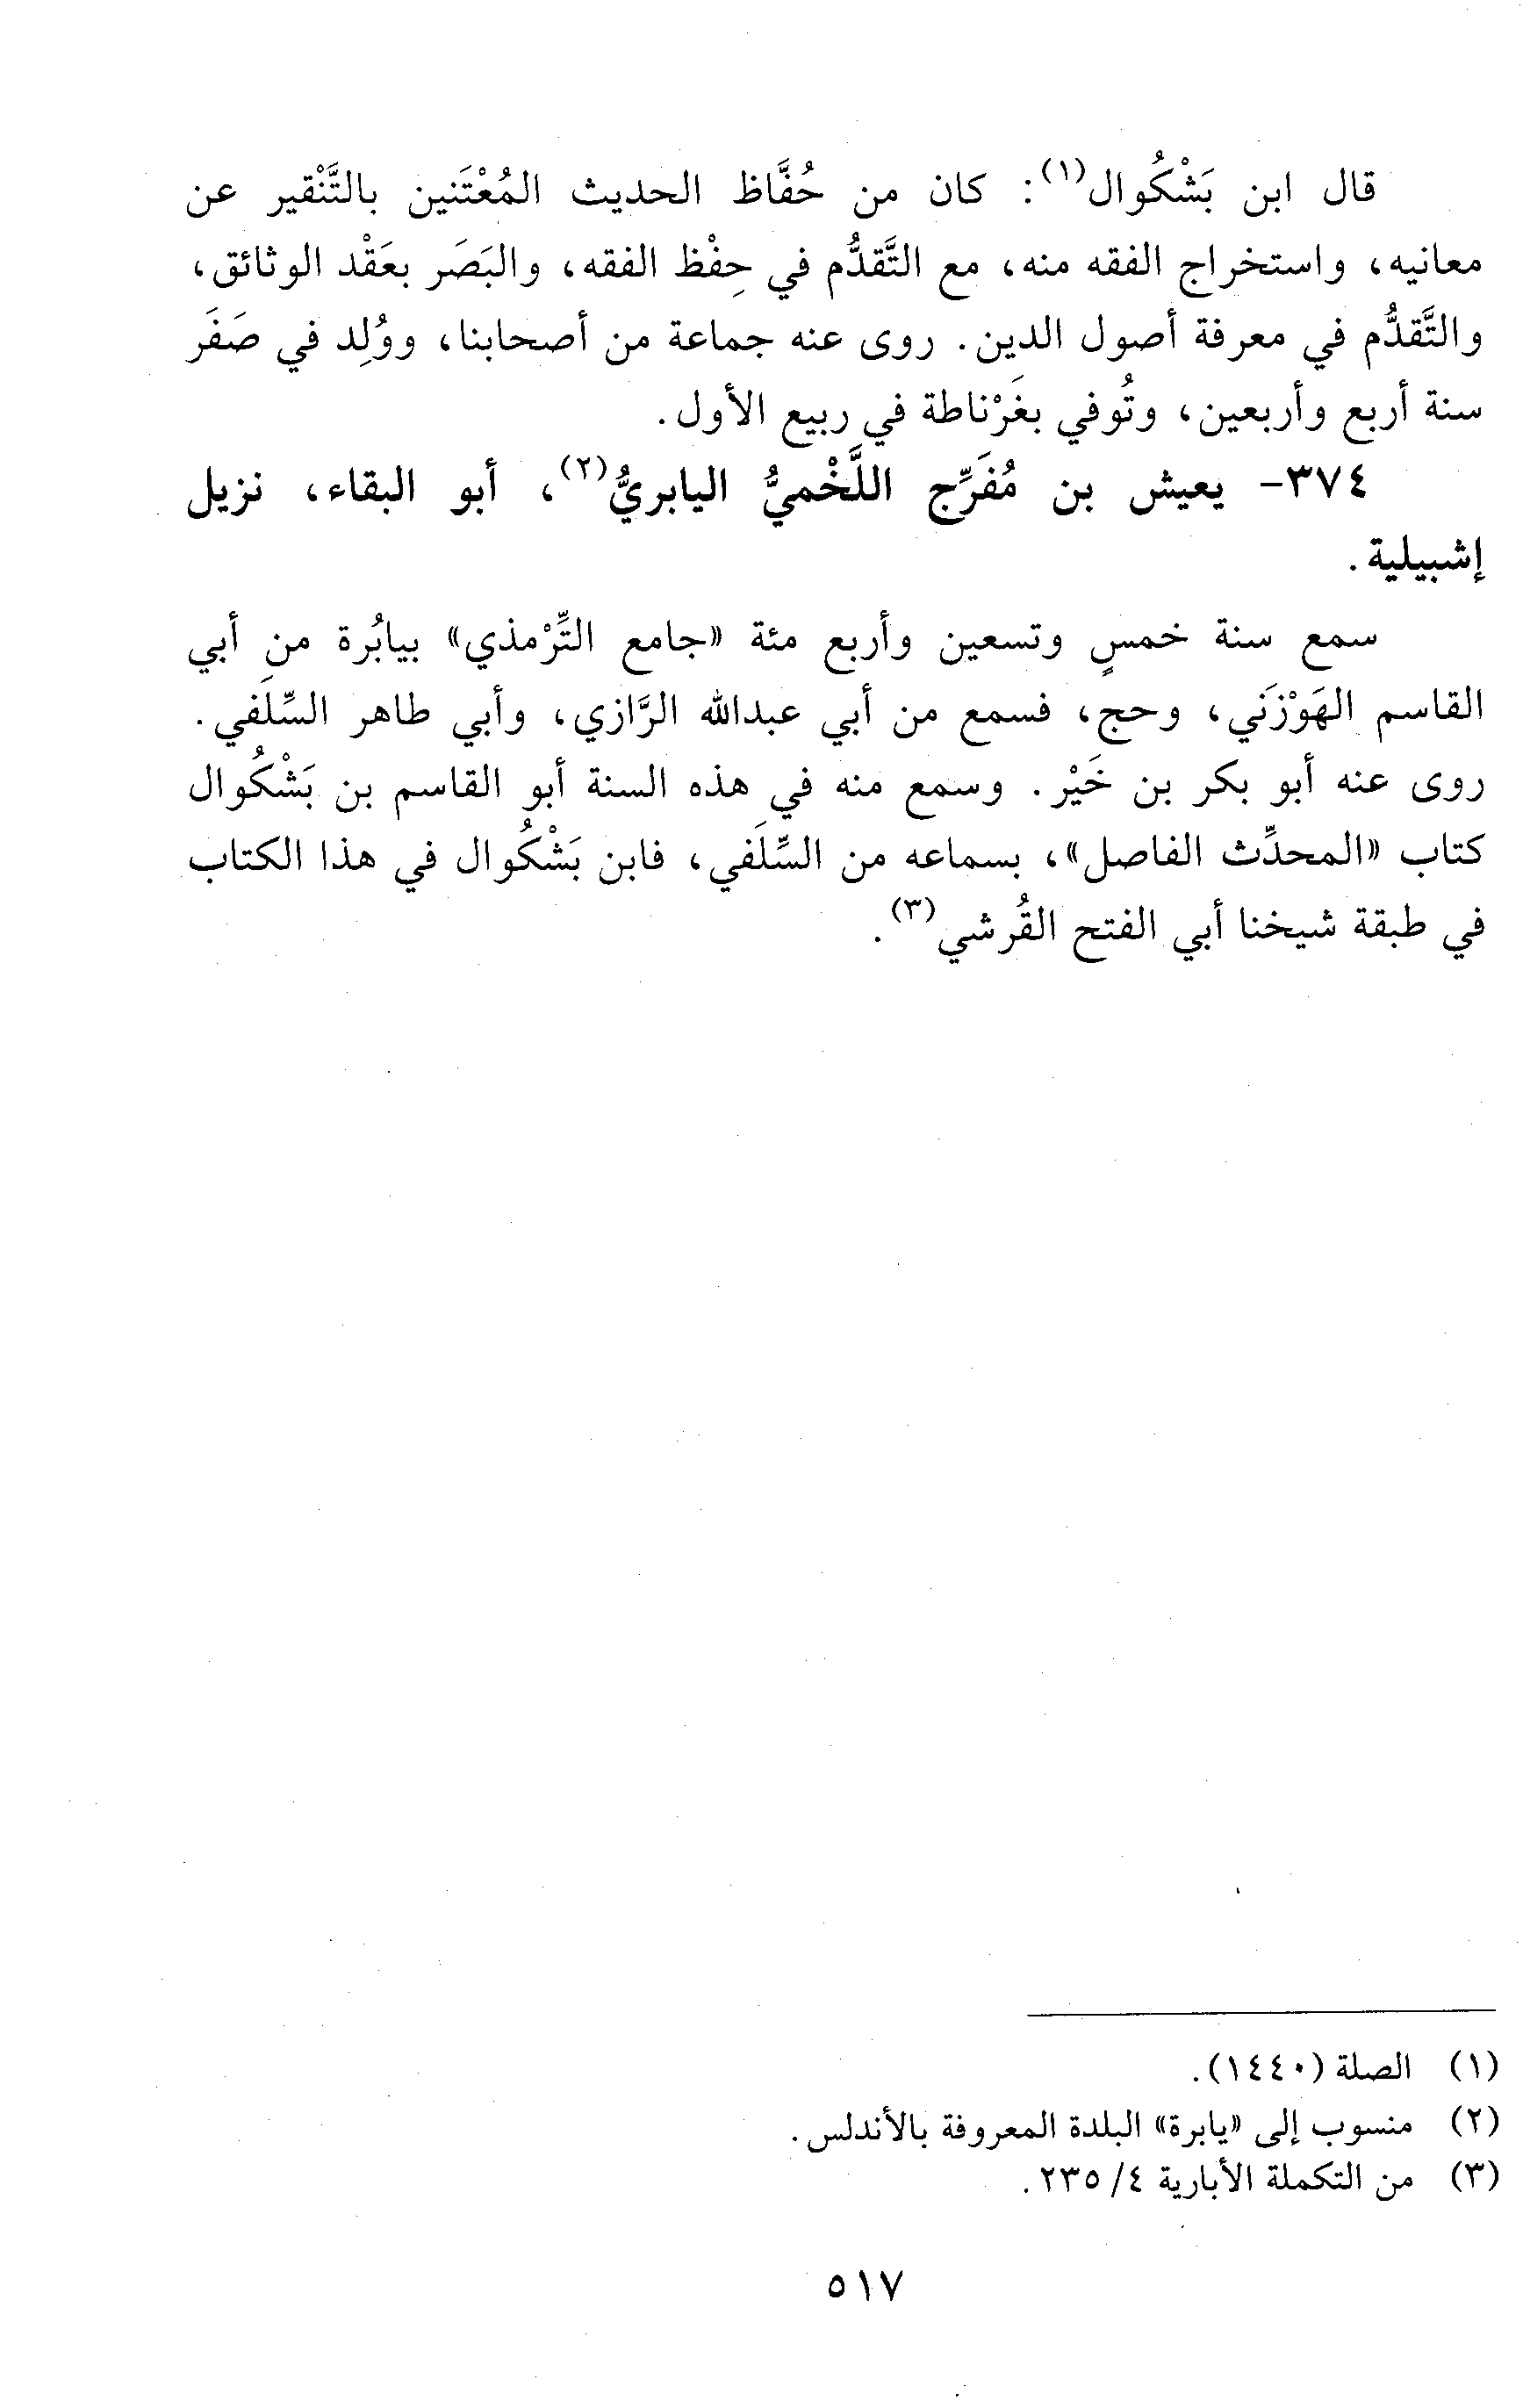 قال ابن بَشْكُوال(١): كان من حُفَّاظ الحديث المُعْتَنين بالتَّنْقير عن
معانيه، واستخراج الفقه منه، مع التَّقدُّم في حِفْظ الفقه، والبَصَر بعَقْد الوثائق،
والتَّقدُّم في معرفة أصول الدين. روى عنه جماعة من أصحابنا، ووُلِد في صَفَر
سنة أربع وأربعين، وتُوفي بغَرْناطة في ربيع الأول.
٣٧٤- يعيش بن مُفَرِّج اللَّخْميُّ اليابريُّ(٢)، أبو البقاء، نزيل
إشبيلية.
سمع سنة خمسٍ وتسعين وأربع مئة «جامع التِّرْمذي» بيابُرة من أبي
القاسم الهَوْزَني، وحج، فسمع من أبي عبدالله الرَّازي، وأبي طاهر السِّلَفي.
روى عنه أبو بكر بن خَيْر. وسمع منه في هذه السنة أبو القاسم بن بَشْكُوال
كتاب «المحدِّث الفاصل»، بسماعه من السِّلَفي، فابن بَشْكُوال في هذا الكتاب
في طبقة شيخنا أبي الفتح القُرشي(٣).
(١) الصلة (١٤٤٠).
(٢) منسوب إلى «يابرة» البلدة المعروفة بالأندلس.
(٣) من التكملة الأبارية ٤/ ٢٣٥.
٥١٧